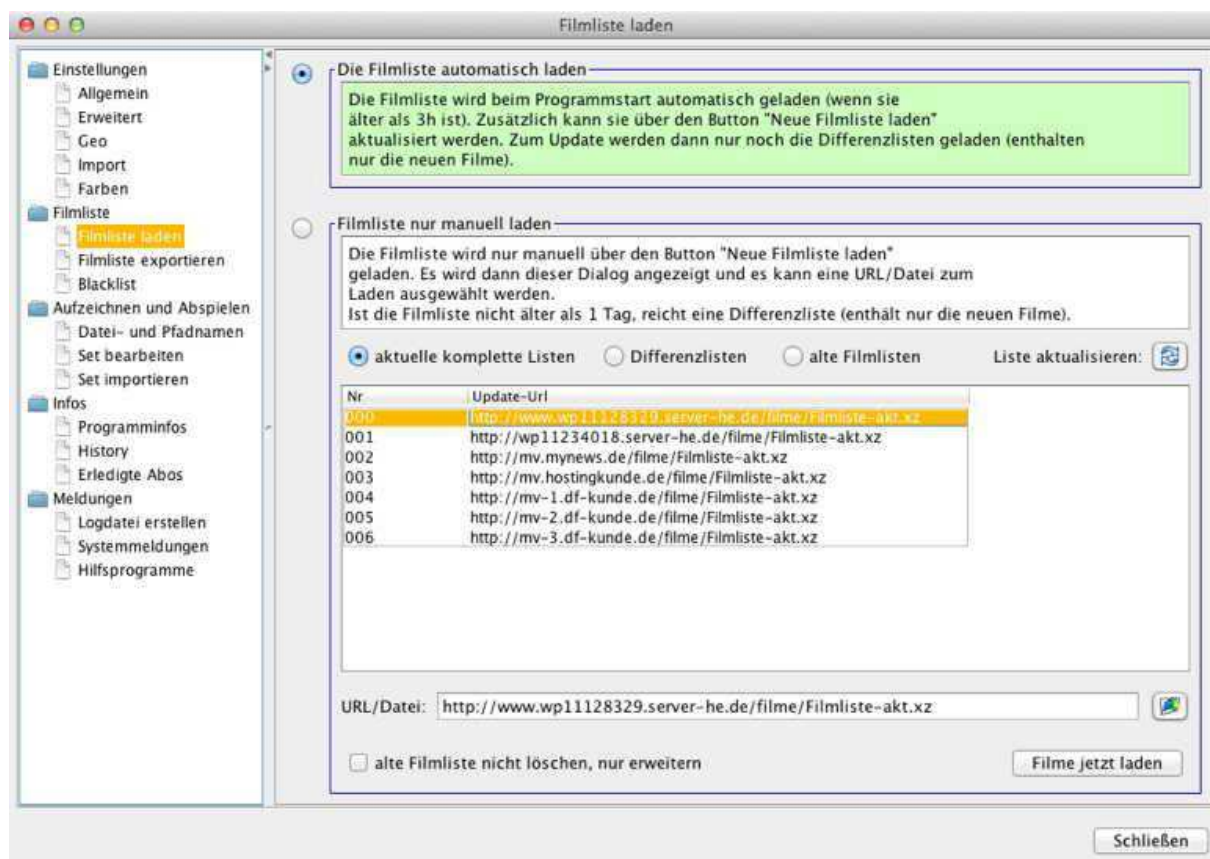 Filmliste laden
Einstellungen
Allgemein
Erweitert
Geo
Import
Farben
Filmliste
Filmliste laden
Filmliste exportieren
Blacklist
Aufzeichnen und Abspielen
Datei- und Pfadnamen
Set bearbeiten
Set importieren
Infos
Programminfos
History
Erledigte Abos
Meldungen
Logdatei erstellen
Systemmeldungen
Hilfsprogramme
Die Filmliste automatisch laden
Die Filmliste wird beim Programmstart automatisch geladen (wenn sie
älter als 3h ist). Zusätzlich kann sie über den Button "Neue Filmliste laden"
aktualisiert werden. Zum Update werden dann nur noch die Differenzlisten geladen (enthalten
nur die neuen Filme).
Filmliste nur manuell laden
Die Filmliste wird nur manuell über den Button "Neue Filmliste laden"
geladen. Es wird dann dieser Dialog angezeigt und es kann eine URL/Datei zum
Laden ausgewählt werden.
Ist die Filmliste nicht älter als 1 Tag, reicht eine Differenzliste (enthält nur die neuen Filme).
aktuelle komplette Listen Differenzlisten alte Filmlisten Liste aktualisieren:
Nr Update-Url
000 http://www.wp11128329.server-he.de/filme/Filmliste-akt.xz
001 http://wp11234018.server-he.de/filme/Filmliste-akt.xz
002 http://mv.mynews.de/filme/Filmliste-akt.xz
003 http://mv.hostingkunde.de/filme/Filmliste-akt.xz
004 http://mv-1.df-kunde.de/filme/Filmliste-akt.xz
005 http://mv-2.df-kunde.de/filme/Filmliste-akt.xz
006 http://mv-3.df-kunde.de/filme/Filmliste-akt.xz
URL/Datei: http://www.wp11128329.server-he.de/filme/Filmliste-akt.xz
alte Filmliste nicht löschen, nur erweitern Filme jetzt laden
Schließen